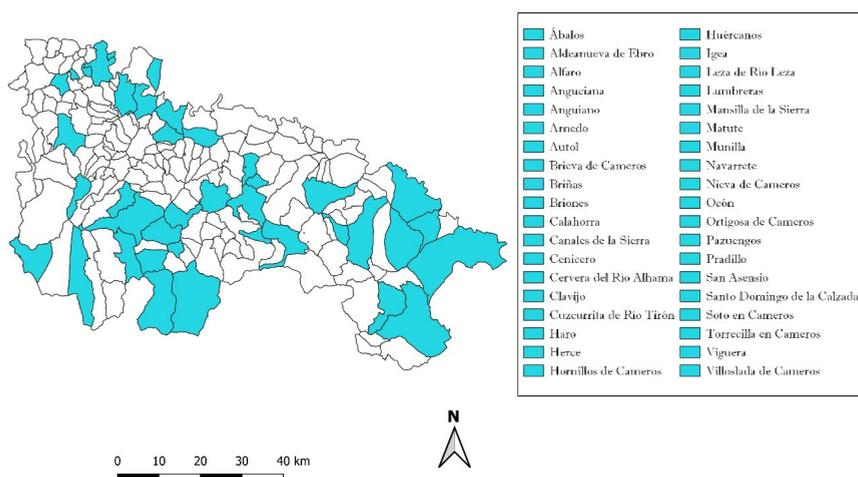 Ábalos
Aldeanueva de Ebro
Alfaro
Anguciana
Anguiano
Arnedo
Autol
Brieva de Cameros
Briñas
Briones
Calahorra
Canales de la Sierra
Cenicero
Cervera del Río Alhama
Clavijo
Cuzcurrita de Río Tirón
Haro
Herce
Hornillos de Cameros
Huércanos
Igea
Leza de Río Leza
Lumbreras
Mansilla de la Sierra
Matute
Munilla
Navarrete
Nieva de Cameros
Ocón
Ortigosa de Cameros
Pazuengos
Pradillo
San Asensio
Santo Domingo de la Calzada
Soto en Cameros
Torrecilla en Cameros
Viguera
Villoslada de Cameros
N
0 10 20 30 40 km